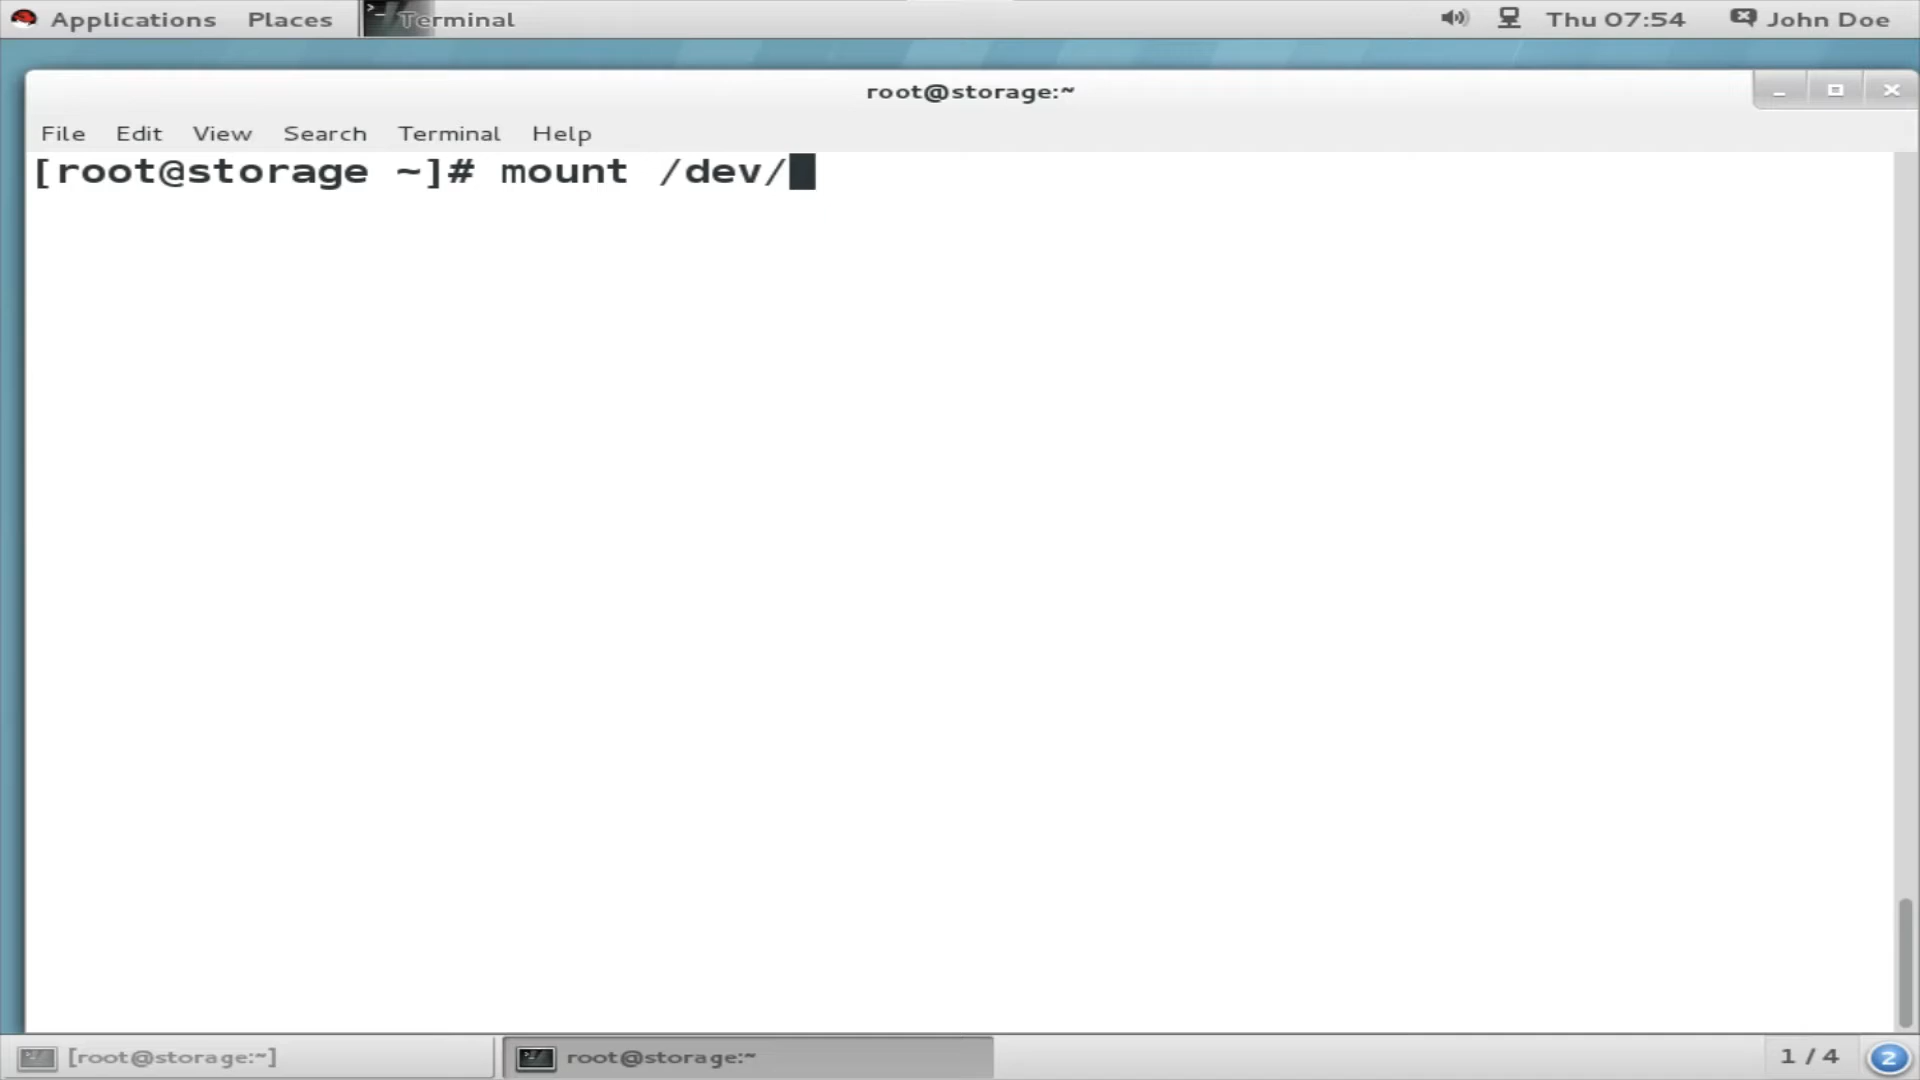 Applications Places Terminal Thu 07:54 John Doe
root@storage:~
File Edit View Search Terminal Help
[root@storage ~]# mount /dev/
[root@storage:~] root@storage:~ 1 / 4 2